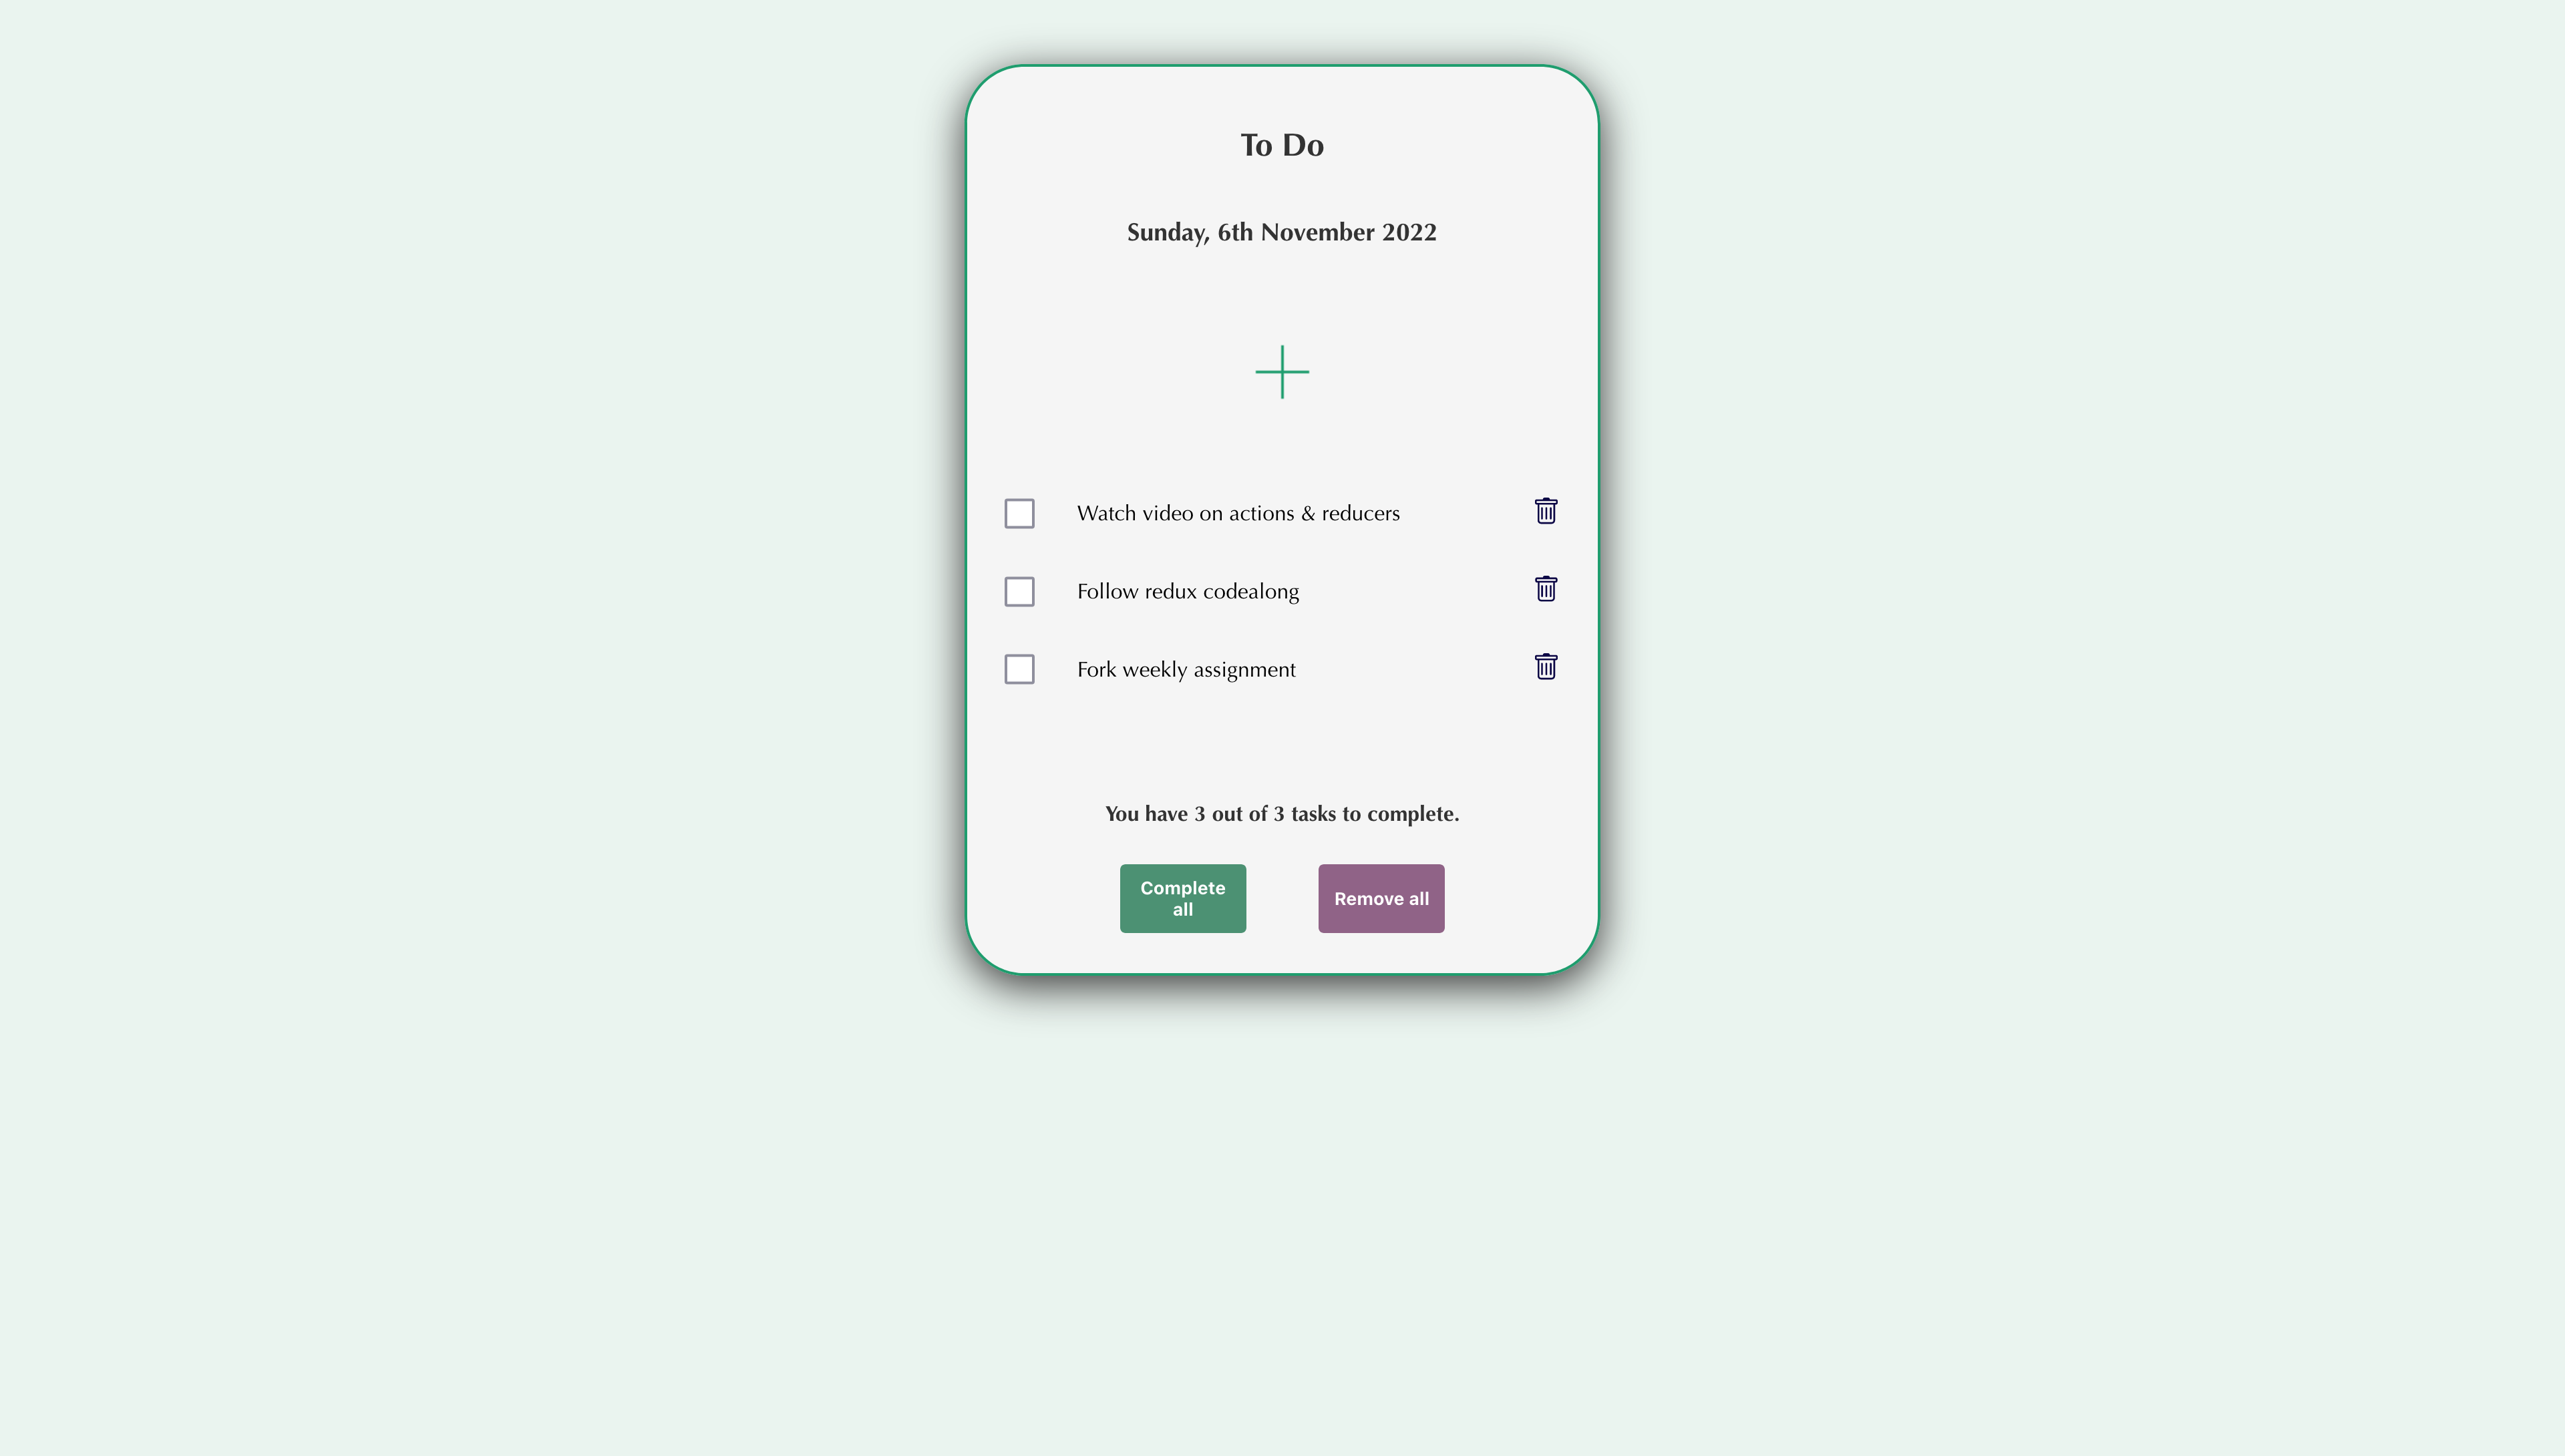 To Do
Sunday, 6th November 2022
Watch video on actions & reducers
Follow redux codealong
Fork weekly assignment
You have 3 out of 3 tasks to complete.
Complete
all
Remove all